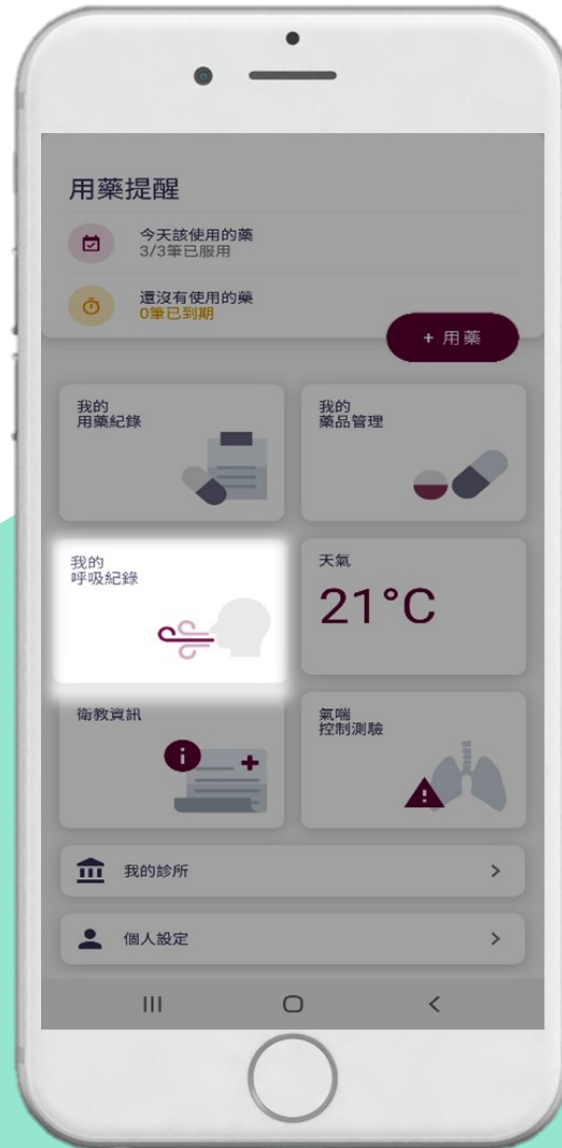 用藥提醒
今天該使用的藥
3/3筆已服用
還沒有使用的藥
0筆已到期
+ 用藥
我的
用藥紀錄
我的
藥品管理
我的
呼吸紀錄
天氣
21°C
衛教資訊
氣喘
控制測驗
我的診所
個人設定